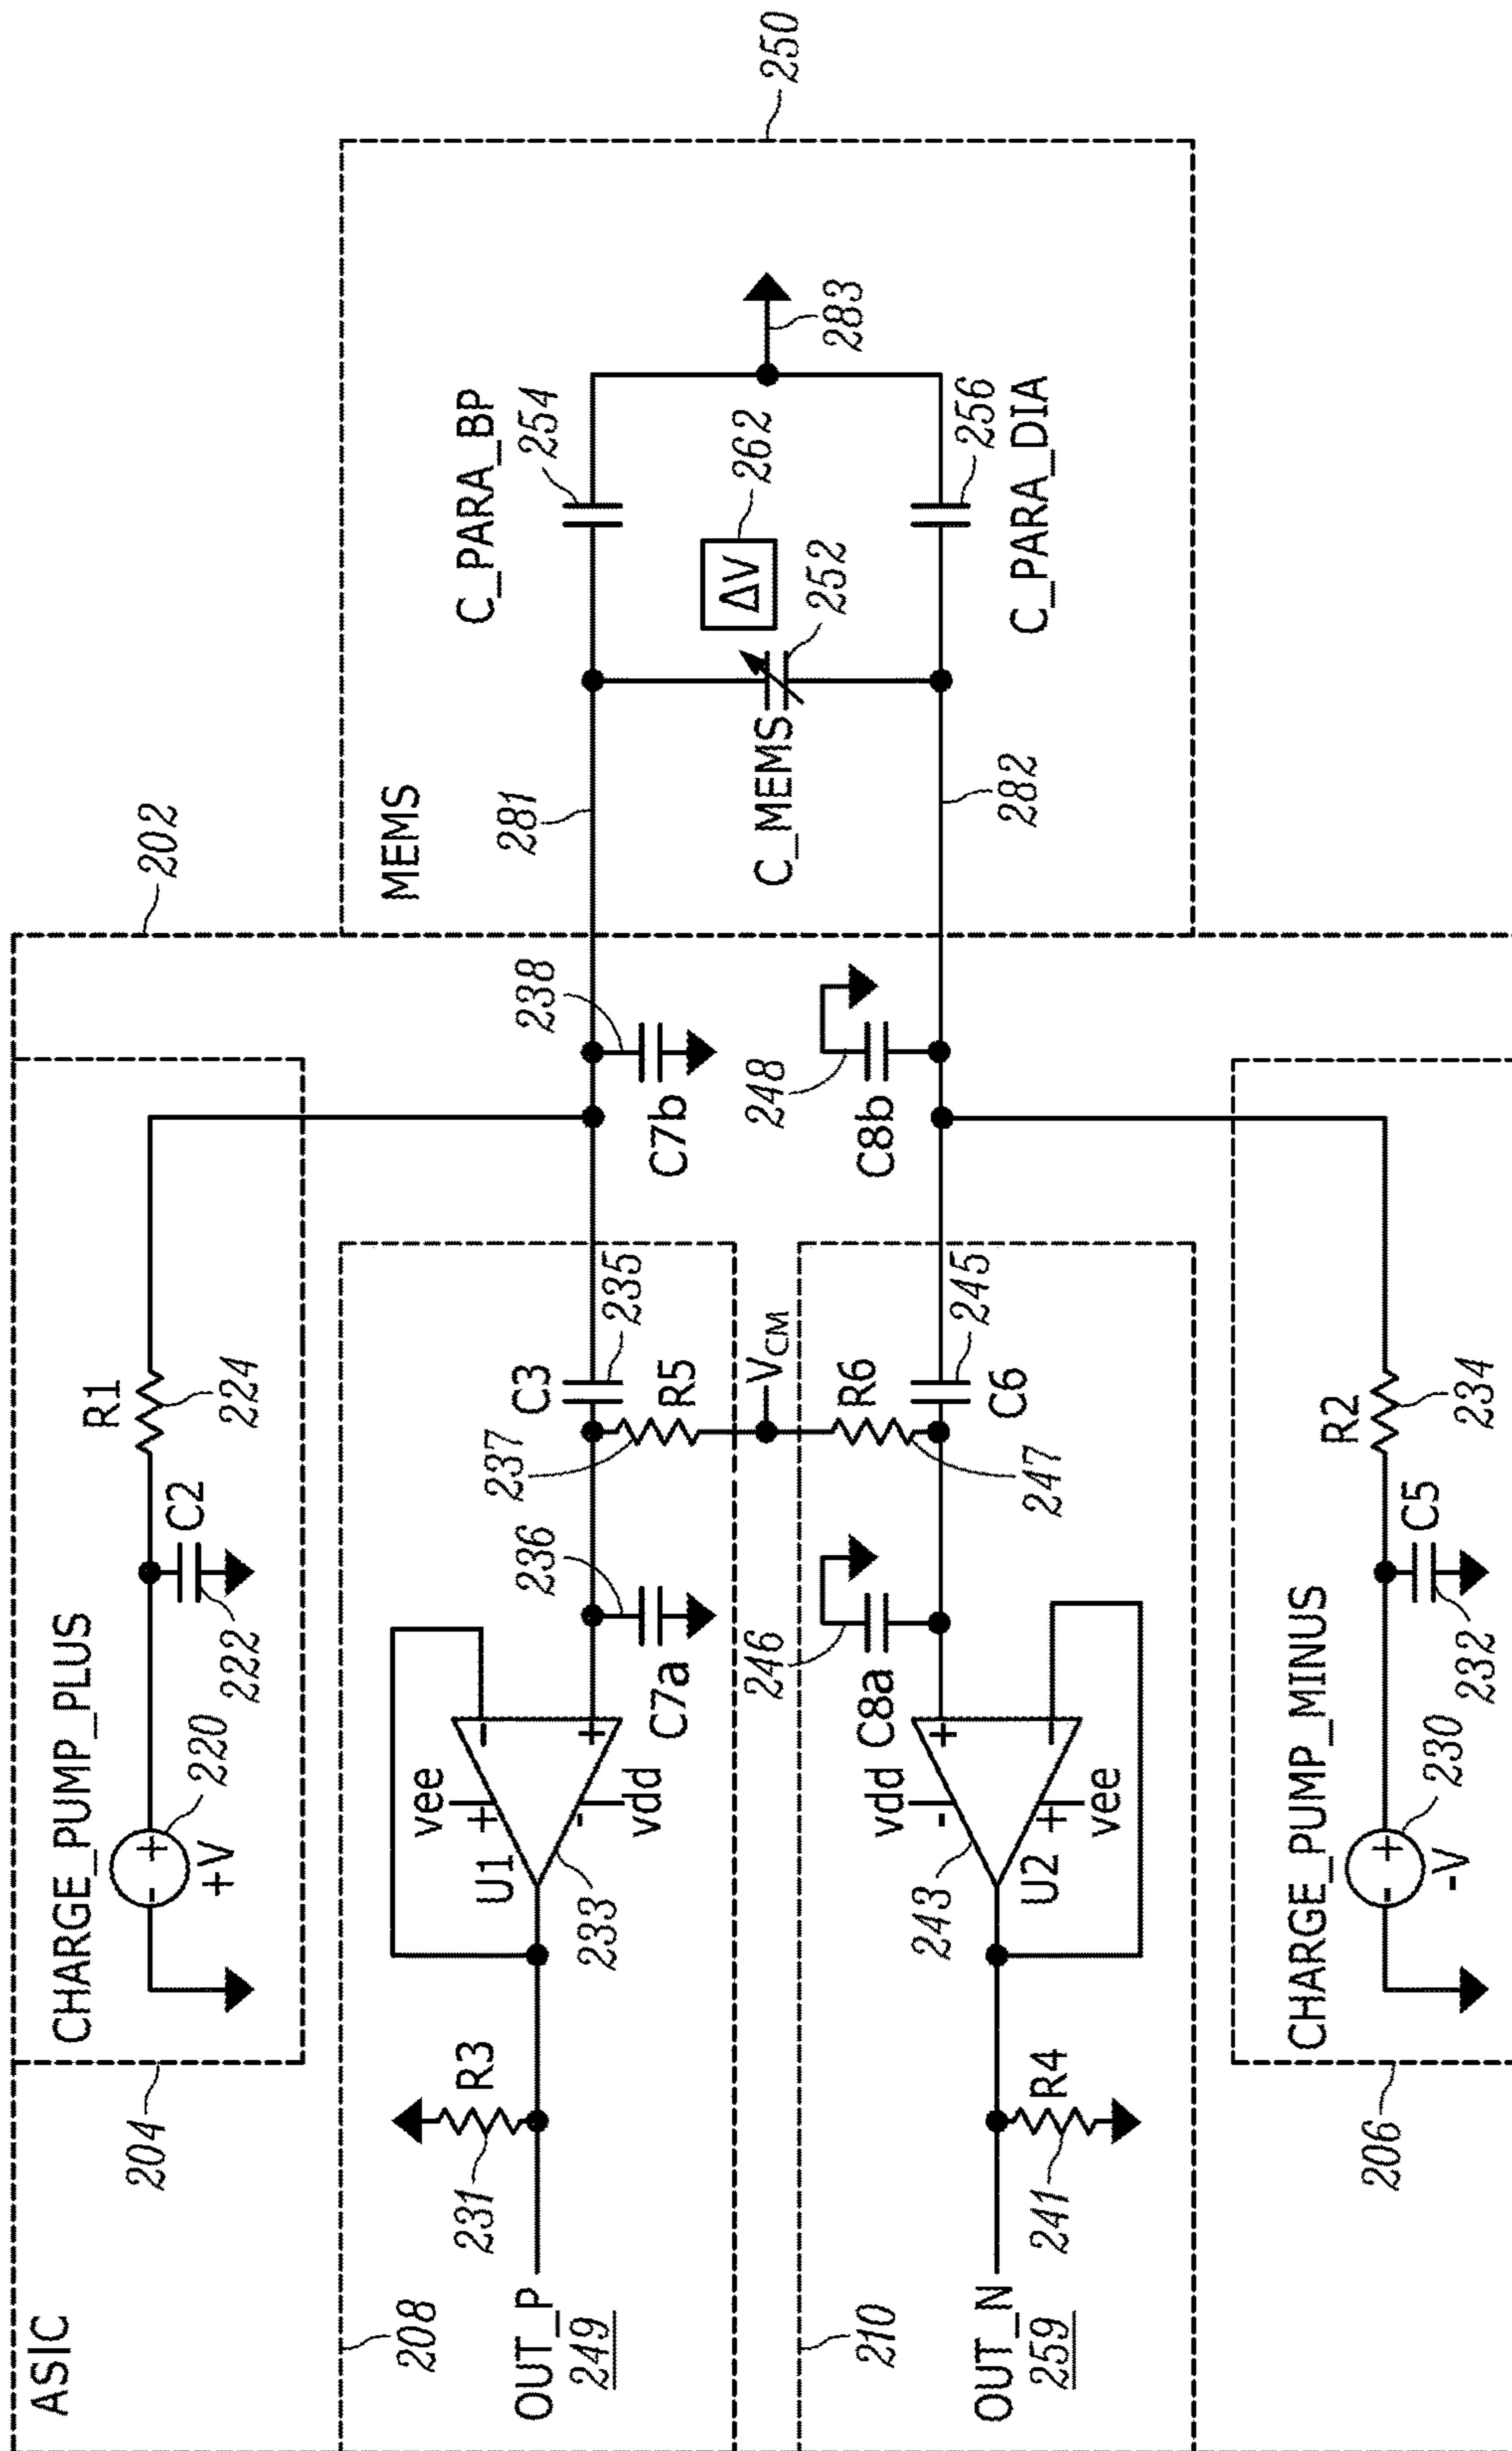 ASIC
202
204
CHARGE_PUMP_PLUS
220
+
-
+V
222
C2
R1
224
208
OUT_P
249
231
R3
U1
233
vee
+
-
vdd
-
+
236
C7a
237
C3
235
R5
VCM
238
C7b
210
OUT_N
259
241
R4
U2
243
vdd
-
+
vee
+
-
246
C8a
247
R6
C6
245
248
C8b
206
CHARGE_PUMP_MINUS
230
+
-
-V
232
C5
R2
234
MEMS
250
281
282
C_MEMS
252
ΔV
262
C_PARA_BP
254
C_PARA_DIA
256
283